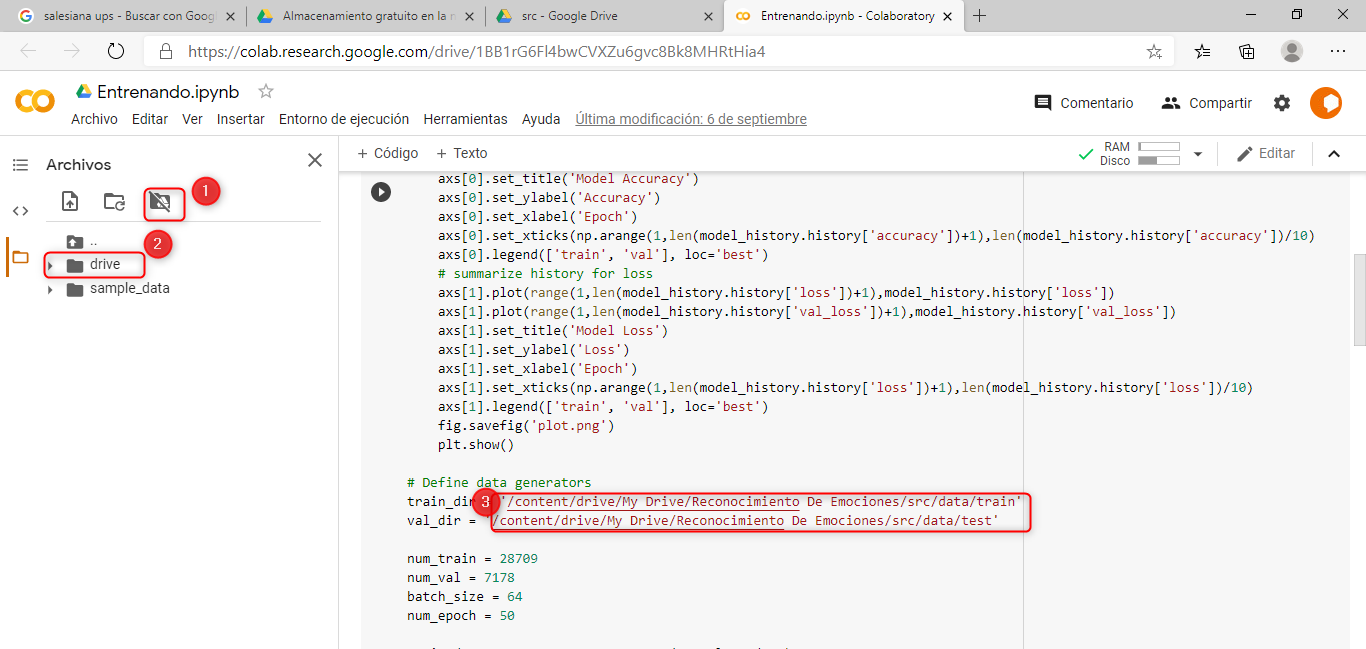 salesiana ups - Buscar con Goog
Almacenamiento gratuito en la n
src - Google Drive
Entrenando.ipynb - Colaboratory
https://colab.research.google.com/drive/1BB1rG6Fl4bwCVXZu6gvc8Bk8MHRtHia4
Entrenando.ipynb
Archivo Editar Ver Insertar Entorno de ejecución Herramientas Ayuda Última modificación: 6 de septiembre
Comentario Compartir
Archivos
+ Código + Texto
RAM
Disco
Editar
1
..
2
drive
sample_data
axs[0].set_title('Model Accuracy')
axs[0].set_ylabel('Accuracy')
axs[0].set_xlabel('Epoch')
axs[0].set_xticks(np.arange(1,len(model_history.history['accuracy'])+1),len(model_history.history['accuracy'])/10)
axs[0].legend(['train', 'val'], loc='best')
# summarize history for loss
axs[1].plot(range(1,len(model_history.history['loss'])+1),model_history.history['loss'])
axs[1].plot(range(1,len(model_history.history['val_loss'])+1),model_history.history['val_loss'])
axs[1].set_title('Model Loss')
axs[1].set_ylabel('Loss')
axs[1].set_xlabel('Epoch')
axs[1].set_xticks(np.arange(1,len(model_history.history['loss'])+1),len(model_history.history['loss'])/10)
axs[1].legend(['train', 'val'], loc='best')
fig.savefig('plot.png')
plt.show()
# Define data generators
train_dir 3 '/content/drive/My Drive/Reconocimiento De Emociones/src/data/train'
val_dir = '/content/drive/My Drive/Reconocimiento De Emociones/src/data/test'
num_train = 28709
num_val = 7178
batch_size = 64
num_epoch = 50